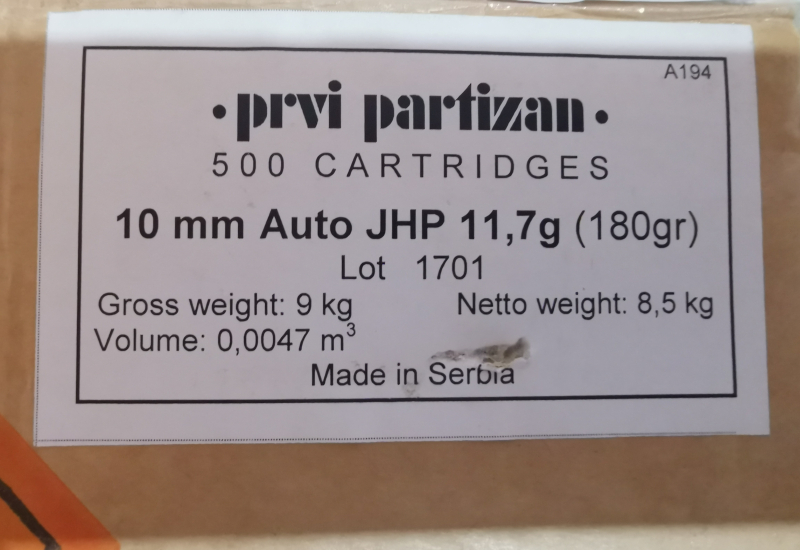 A194
• prvi partizan •
500 CARTRIDGES
10 mm Auto JHP 11,7g (180gr)
Lot 1701
Gross weight: 9 kg Netto weight: 8,5 kg
Volume: 0,0047 m³
Made in Serbia